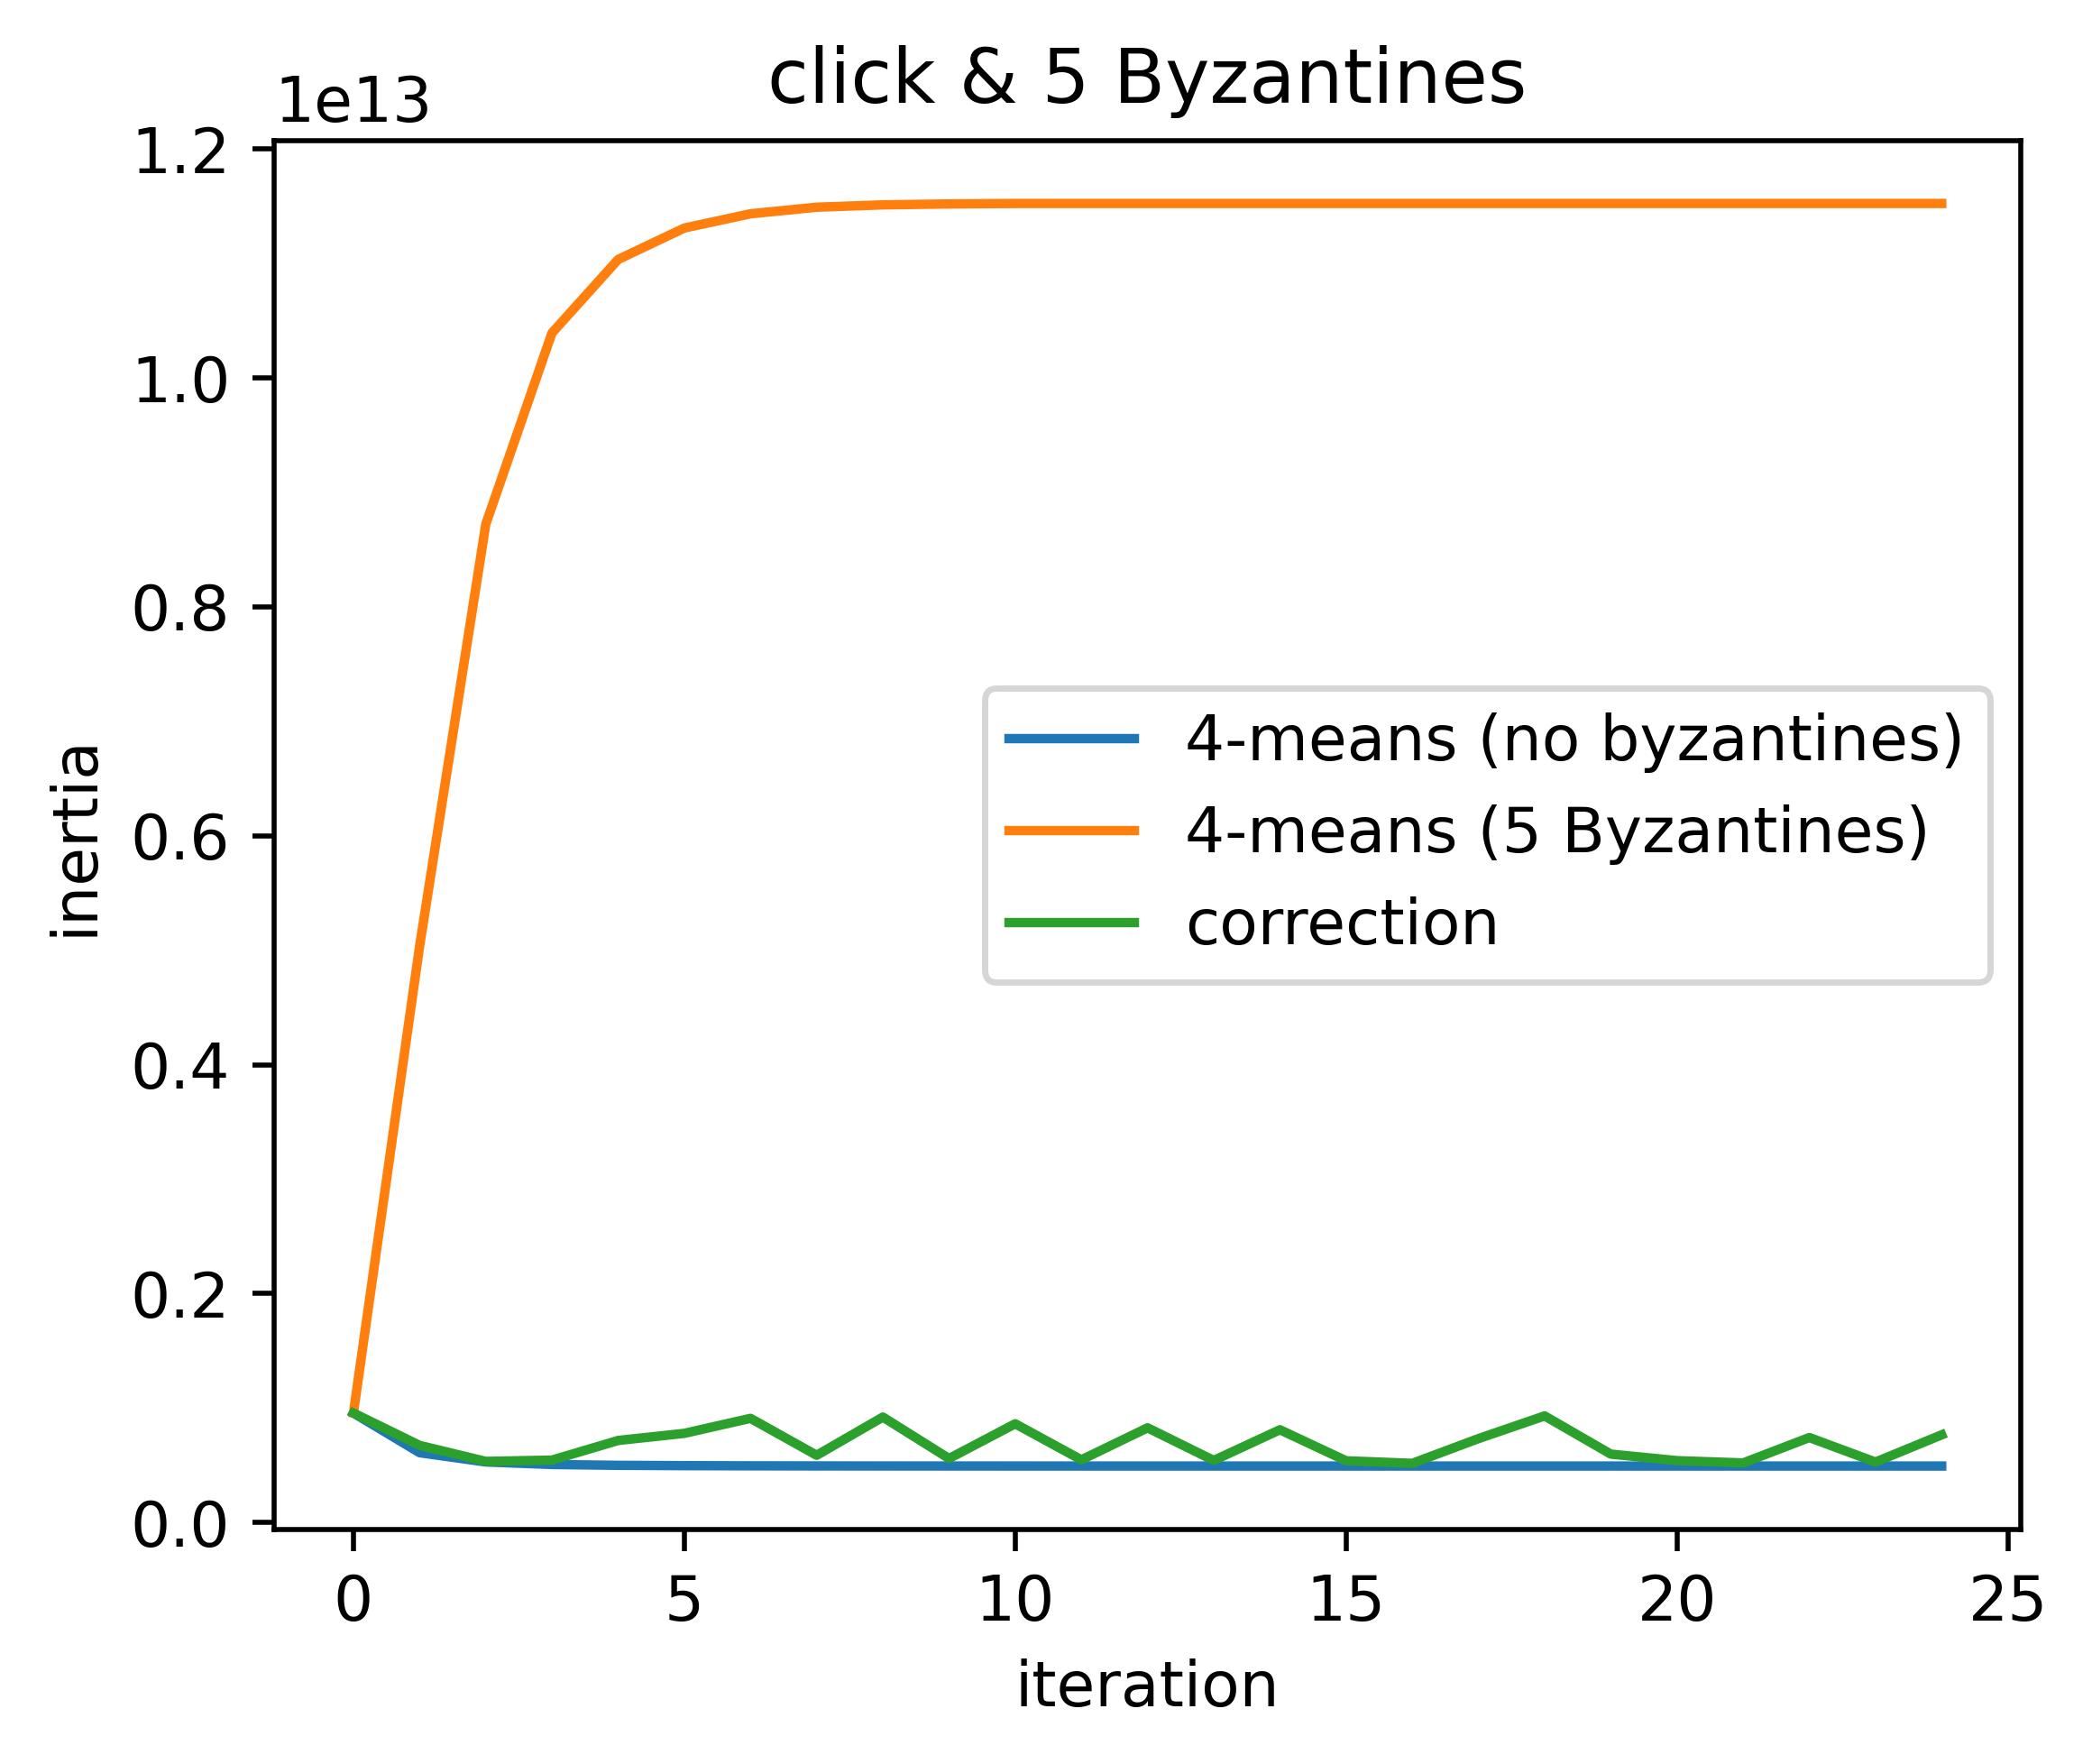 click & 5 Byzantines
1e13
1.2
1.0
0.8
0.6
0.4
0.2
0.0
inertia
4-means (no byzantines)
4-means (5 Byzantines)
correction
0 5 10 15 20 25
iteration